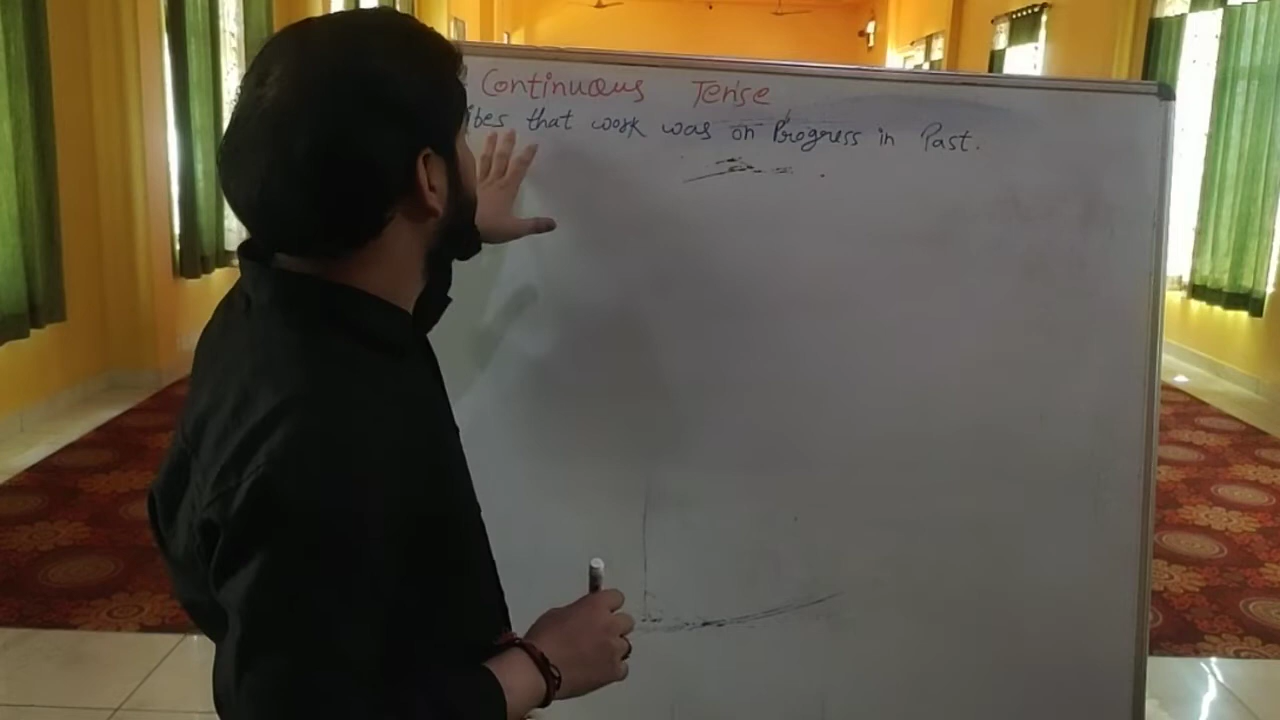 Continuous Tense
ibes that work was on Progress in Past.